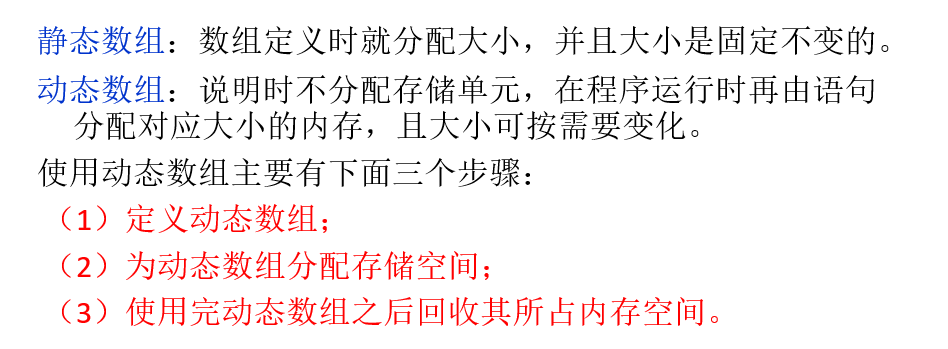 静态数组：数组定义时就分配大小，并且大小是固定不变的。
动态数组：说明时不分配存储单元，在程序运行时再由语句
分配对应大小的内存，且大小可按需要变化。
使用动态数组主要有下面三个步骤：
（1）定义动态数组；
（2）为动态数组分配存储空间；
（3）使用完动态数组之后回收其所占内存空间。